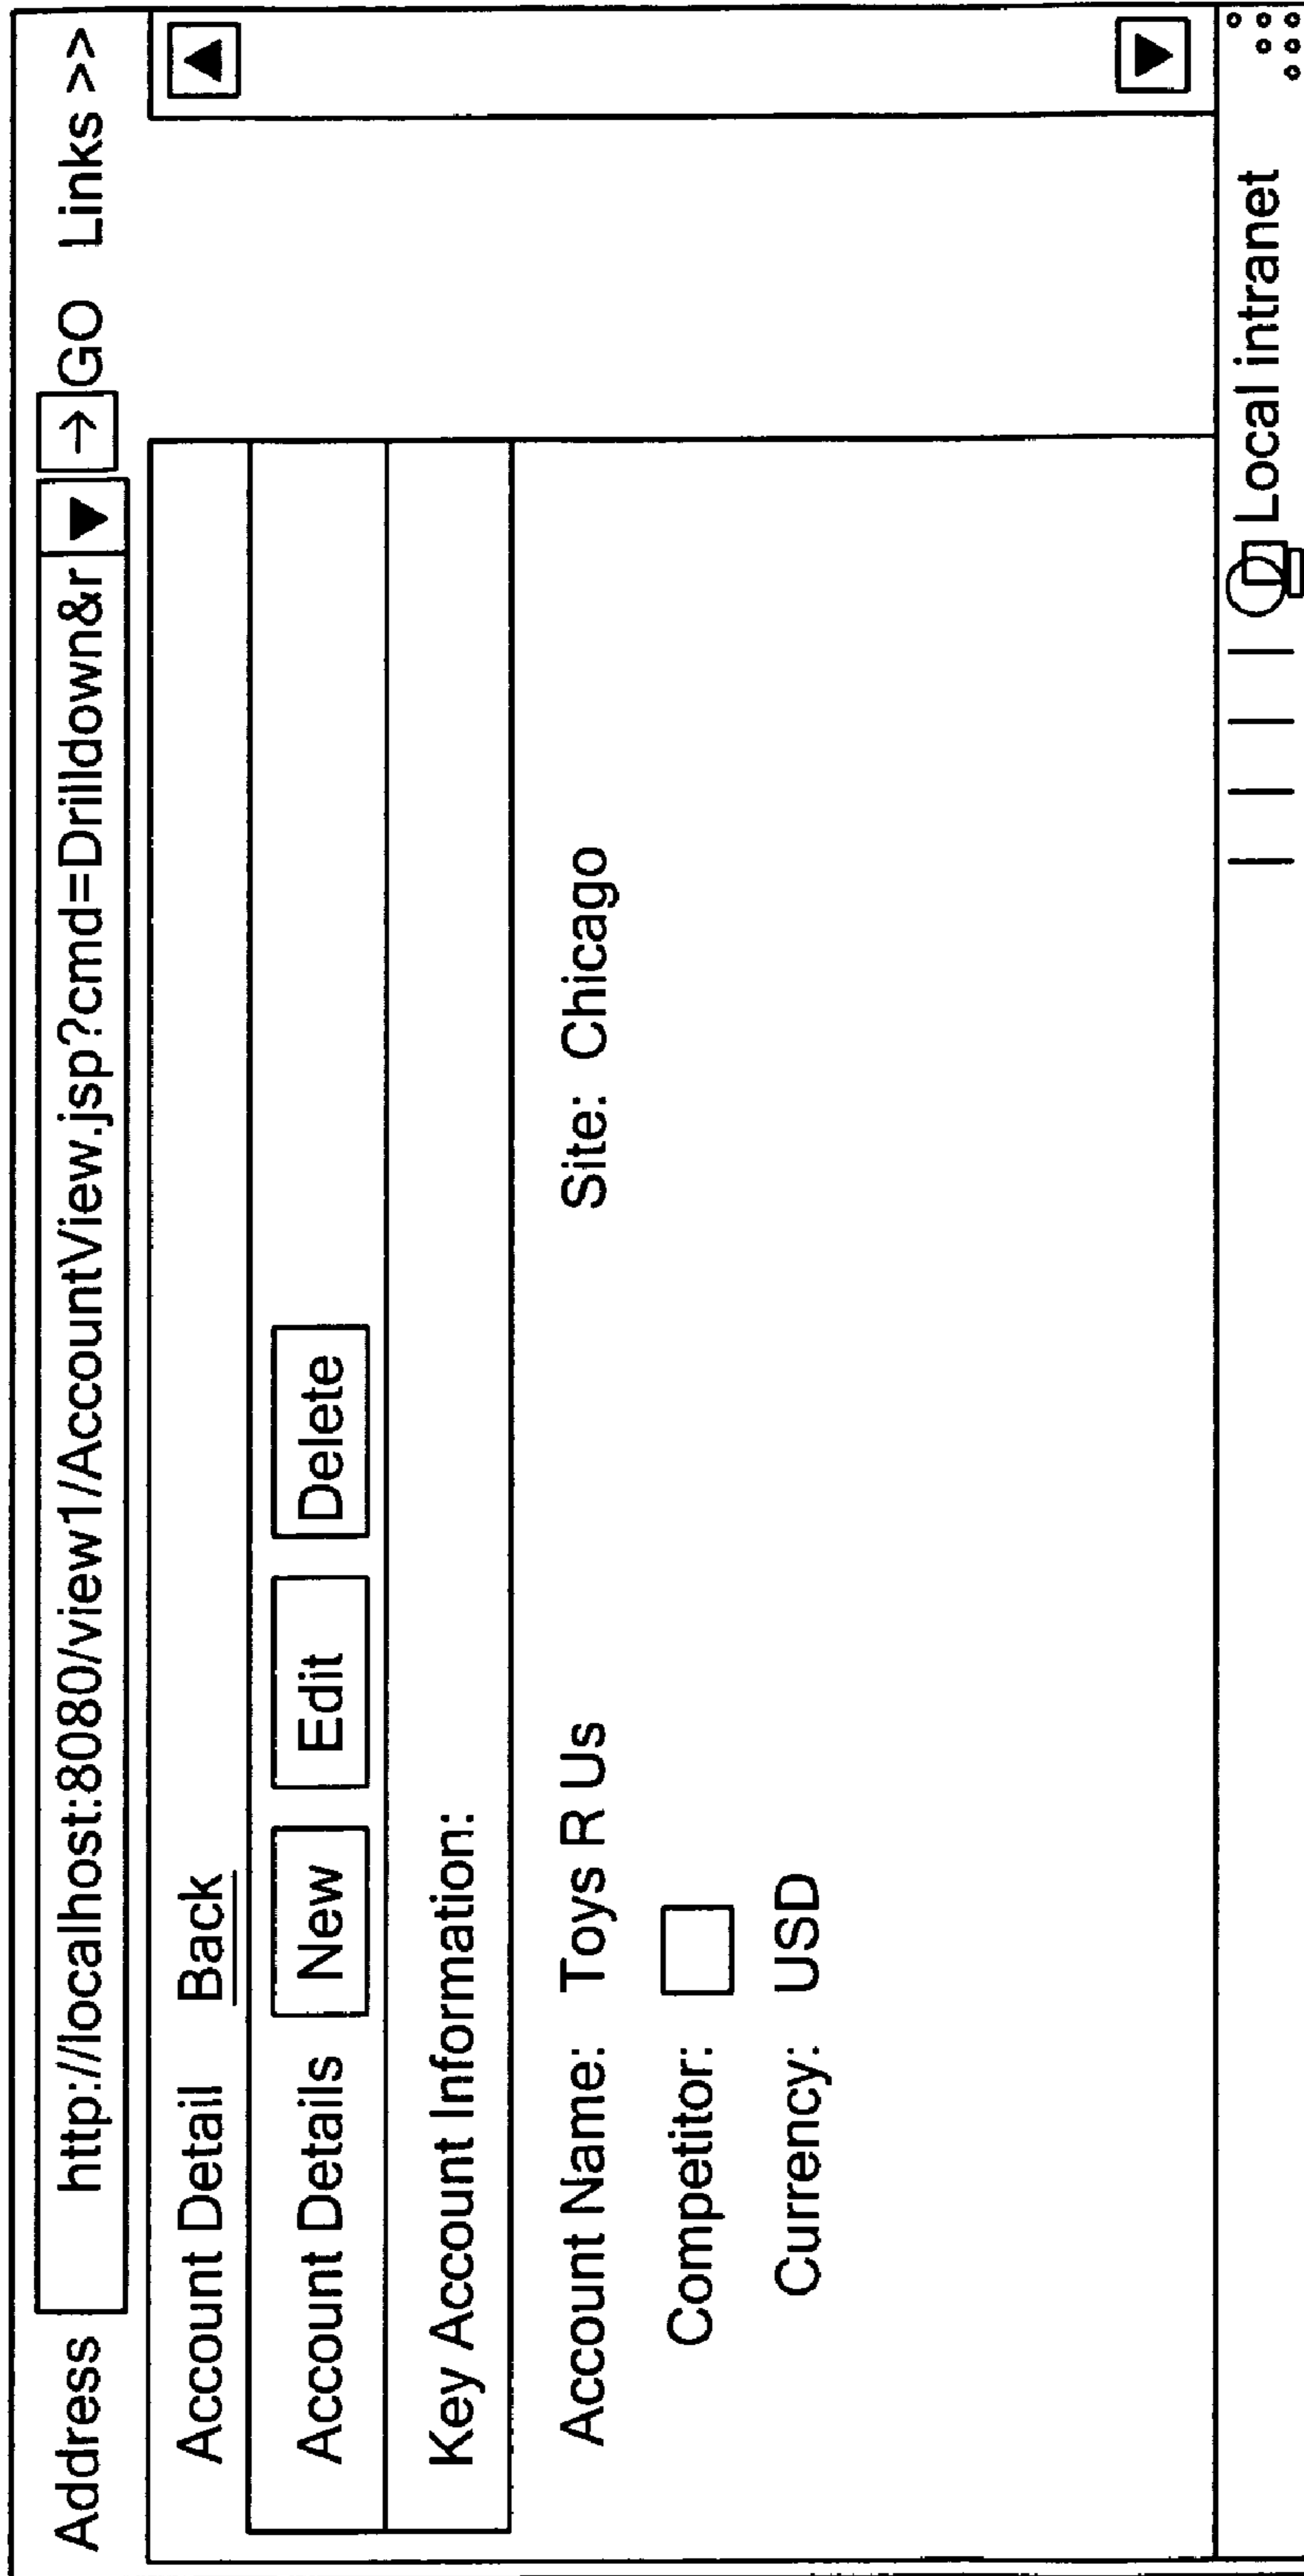 Address http://localhost:8080/view1/AccountView.jsp?cmd=Drilldown&r GO Links >>
Account Detail Back
Account Details New Edit Delete
Key Account Information:
Account Name: Toys R Us Site: Chicago
Competitor:
Currency: USD
Local intranet